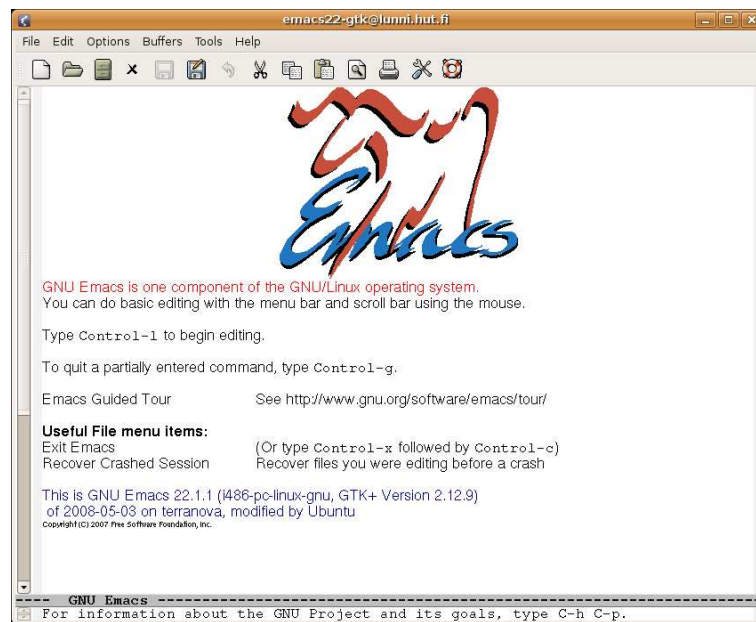 emacs22-gtk@lunni.hut.fi
File Edit Options Buffers Tools Help
Emacs
GNU Emacs is one component of the GNU/Linux operating system.
You can do basic editing with the menu bar and scroll bar using the mouse.
Type Control-l to begin editing.
To quit a partially entered command, type Control-g.
Emacs Guided Tour See http://www.gnu.org/software/emacs/tour/
Useful File menu items:
Exit Emacs (Or type Control-x followed by Control-c)
Recover Crashed Session Recover files you were editing before a crash
This is GNU Emacs 22.1.1 (i486-pc-linux-gnu, GTK+ Version 2.12.9)
of 2008-05-03 on terranova, modified by Ubuntu
Copyright (C) 2007 Free Software Foundation, Inc.
---- GNU Emacs ----------------------------------------------------------------
For information about the GNU Project and its goals, type C-h C-p.